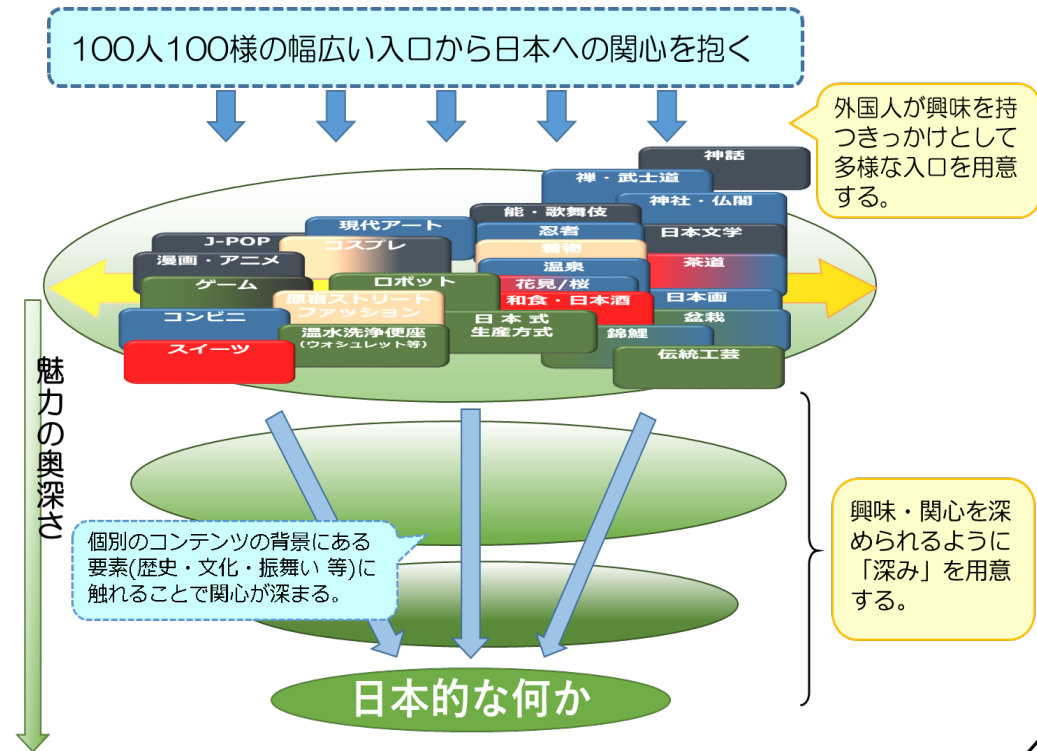 100人100様の幅広い入口から日本への関心を抱く
外国人が興味を持
つきっかけとして
多様な入口を用意
する。
神話
禅・武士道
神社・仏閣
能・歌舞伎
現代アート
忍者
日本文学
J-POP
コスプレ
着物
漫画・アニメ
温泉
茶道
ゲーム
ロボット
花見/桜
原宿ストリート
ファッション
和食・日本酒
日本画
コンビニ
日本式
生産方式
盆栽
温水洗浄便座
(ウオシュレット等)
錦鯉
スイーツ
伝統工芸
魅力の奥深さ
個別のコンテンツの背景にある
要素(歴史・文化・振舞い 等)に
触れることで関心が深まる。
興味・関心を深
められるように
「深み」を用意
する。
日本的な何か